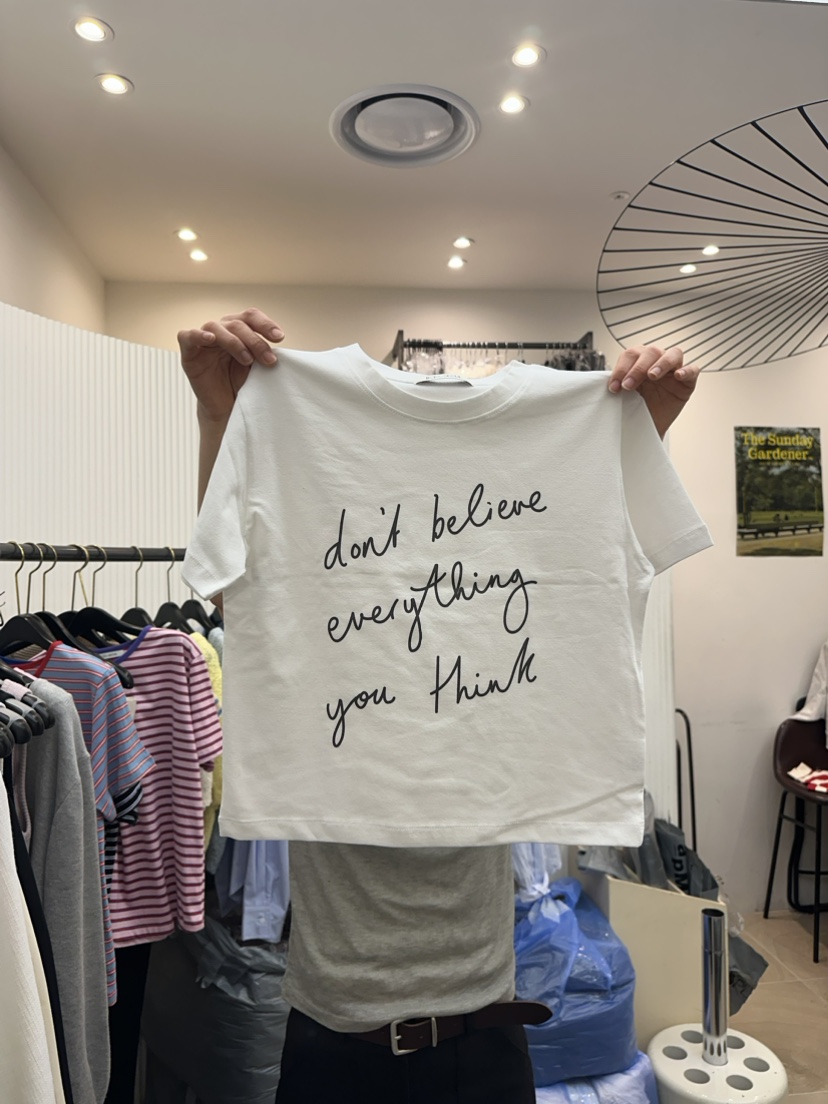 don't believe
everything
you think
The Sunday
Gardener